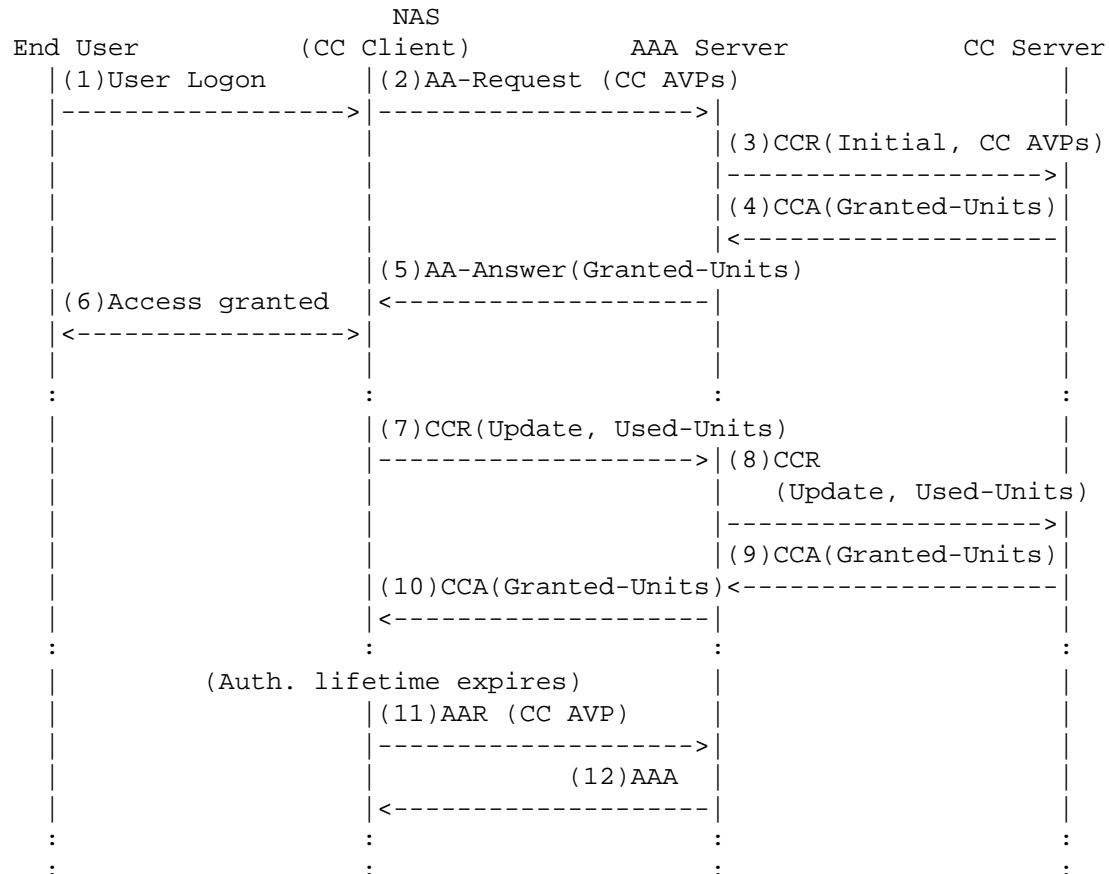 NAS
End User (CC Client) AAA Server CC Server
(1)User Logon (2)AA-Request (CC AVPs)
(3)CCR(Initial, CC AVPs)
(4)CCA(Granted-Units)
(5)AA-Answer(Granted-Units)
(6)Access granted
(7)CCR(Update, Used-Units)
(8)CCR
(Update, Used-Units)
(9)CCA(Granted-Units)
(10)CCA(Granted-Units)
(Auth. lifetime expires)
(11)AAR (CC AVP)
(12)AAA